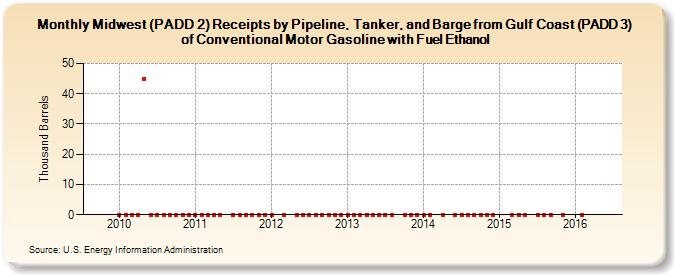 Monthly Midwest (PADD 2) Receipts by Pipeline, Tanker, and Barge from Gulf Coast (PADD 3)
of Conventional Motor Gasoline with Fuel Ethanol
Thousand Barrels
50
40
30
20
10
0
2010 2011 2012 2013 2014 2015 2016
Source: U.S. Energy Information Administration